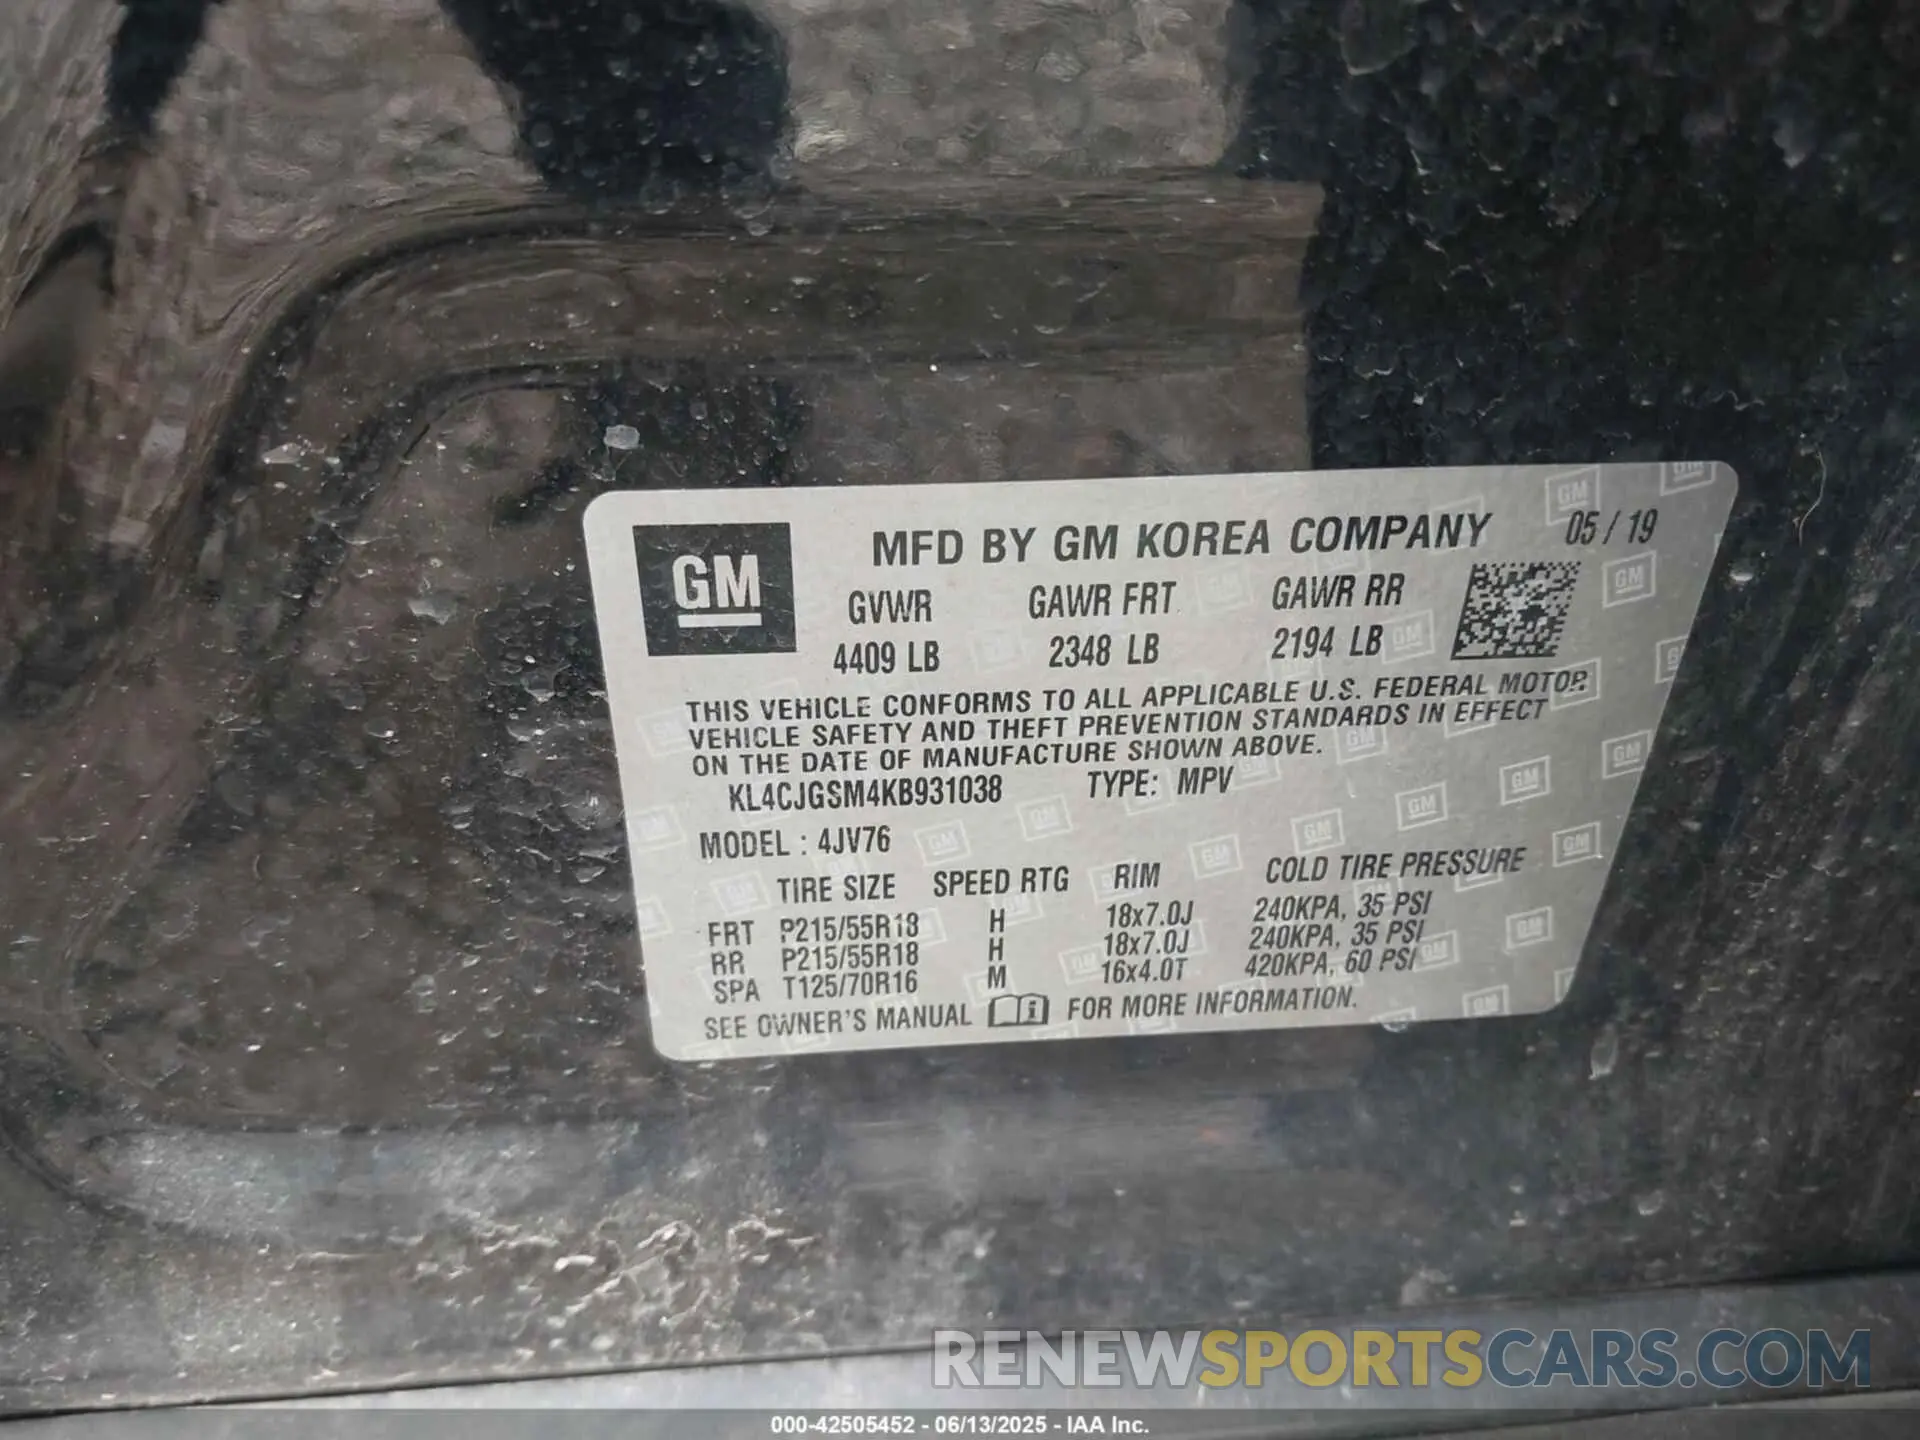 GM
MFD BY GM KOREA COMPANY 05 / 19
GVWR GAWR FRT GAWR RR
4409 LB 2348 LB 2194 LB
THIS VEHICLE CONFORMS TO ALL APPLICABLE U.S. FEDERAL MOTOR
VEHICLE SAFETY AND THEFT PREVENTION STANDARDS IN EFFECT
ON THE DATE OF MANUFACTURE SHOWN ABOVE.
KL4CJGSM4KB931038 TYPE: MPV
MODEL : 4JV76
TIRE SIZE SPEED RTG RIM COLD TIRE PRESSURE
FRT P215/55R18 H 18x7.0J 240KPA, 35 PSI
RR P215/55R18 H 18x7.0J 240KPA, 35 PSI
SPA T125/70R16 M 16x4.0T 420KPA, 60 PSI
SEE OWNER'S MANUAL FOR MORE INFORMATION.
RENEWSPORTSCARS.COM
000-42505452 - 06/13/2025 - IAA Inc.